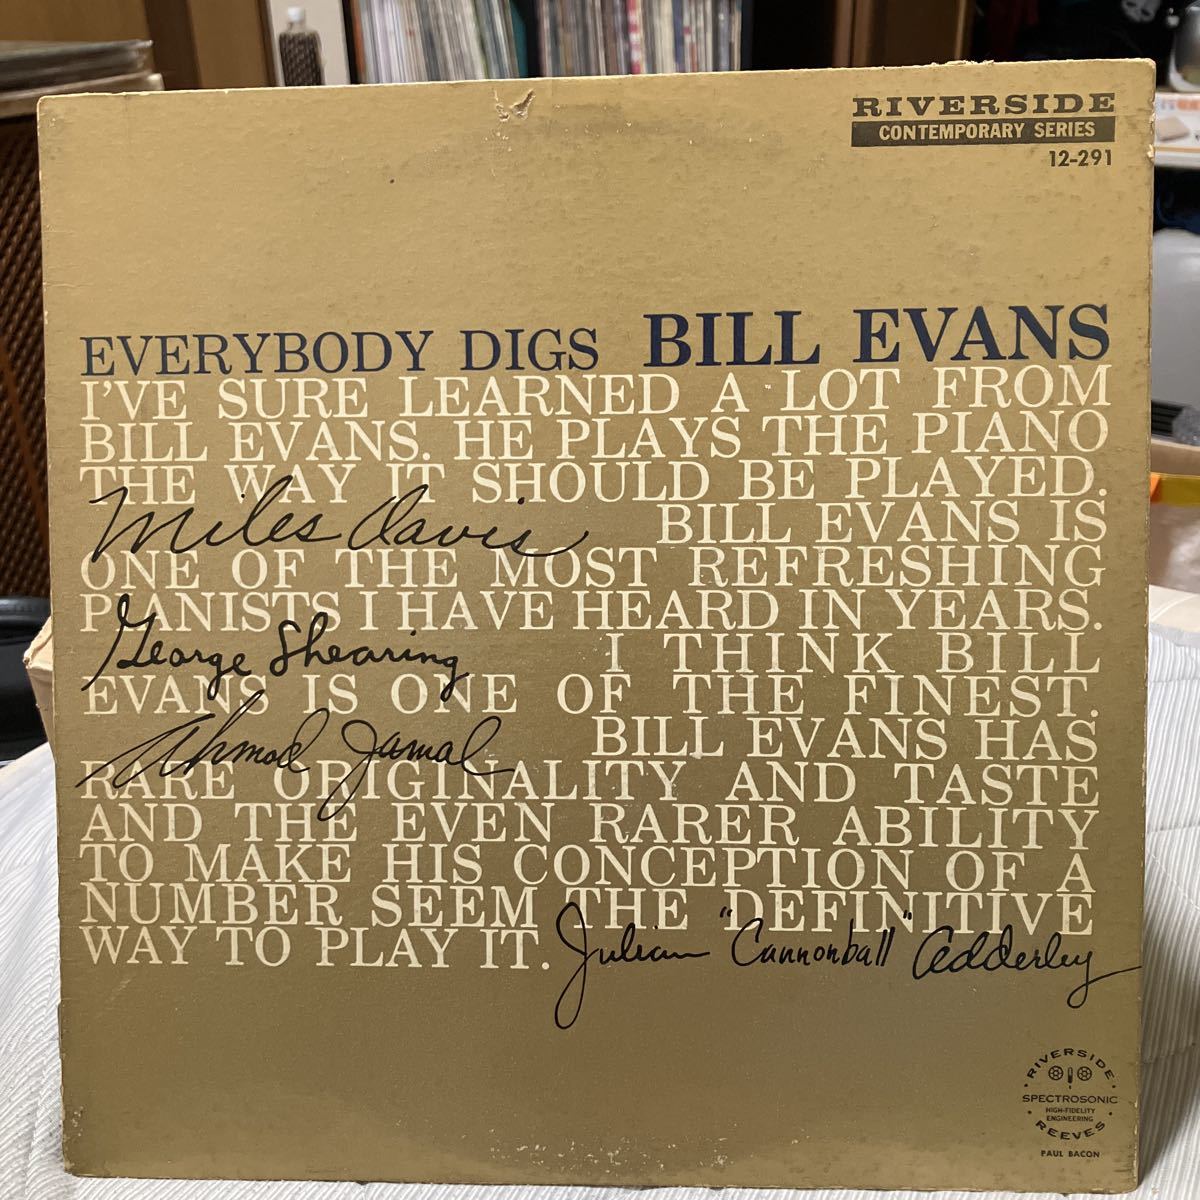 RIVERSIDE
CONTEMPORARY SERIES
12-291
EVERYBODY DIGS BILL EVANS
I'VE SURE LEARNED A LOT FROM
BILL EVANS. HE PLAYS THE PIANO
THE WAY IT SHOULD BE PLAYED.
Miles Davis BILL EVANS IS
ONE OF THE MOST REFRESHING
PIANISTS I HAVE HEARD IN YEARS.
George Shearing I THINK BILL
EVANS IS ONE OF THE FINEST.
Ahmad Jamal BILL EVANS HAS
RARE ORIGINALITY AND TASTE
AND THE EVEN RARER ABILITY
TO MAKE HIS CONCEPTION OF A
NUMBER SEEM THE DEFINITIVE
WAY TO PLAY IT. Julian "Cannonball" Adderley
RIVERSIDE
SPECTROSONIC
HIGH-FIDELITY
ENGINEERING
REEVES
PAUL BACON